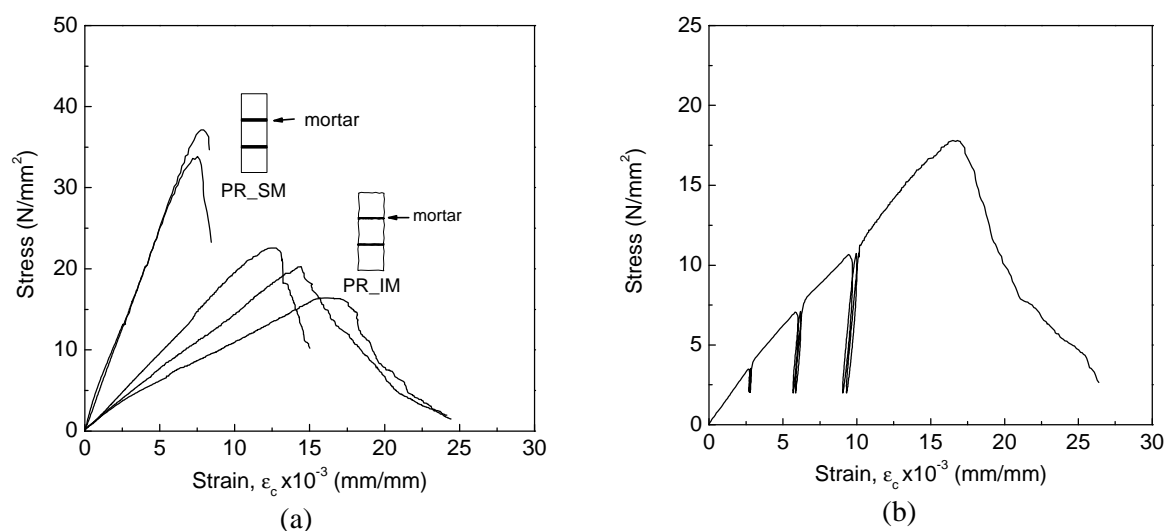 50
40
30
20
10
0
Stress (N/mm²)
mortar
PR_SM
mortar
PR_IM
0 5 10 15 20 25 30
Strain, ε_c x10⁻³ (mm/mm)
(a)
25
20
15
10
5
0
Stress (N/mm²)
0 5 10 15 20 25 30
Strain, ε_c x10⁻³ (mm/mm)
(b)